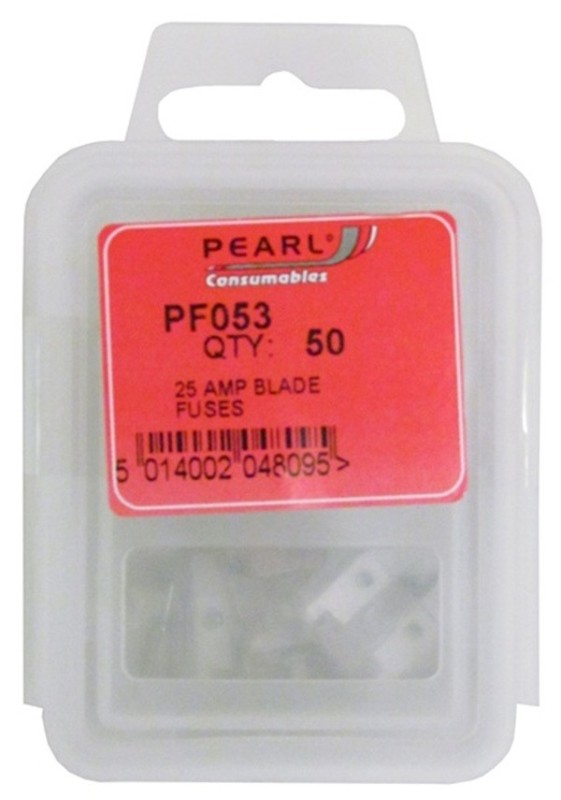 PEARL®
Consumables
PF053
QTY: 50
25 AMP BLADE
FUSES
5 014002 048095 >